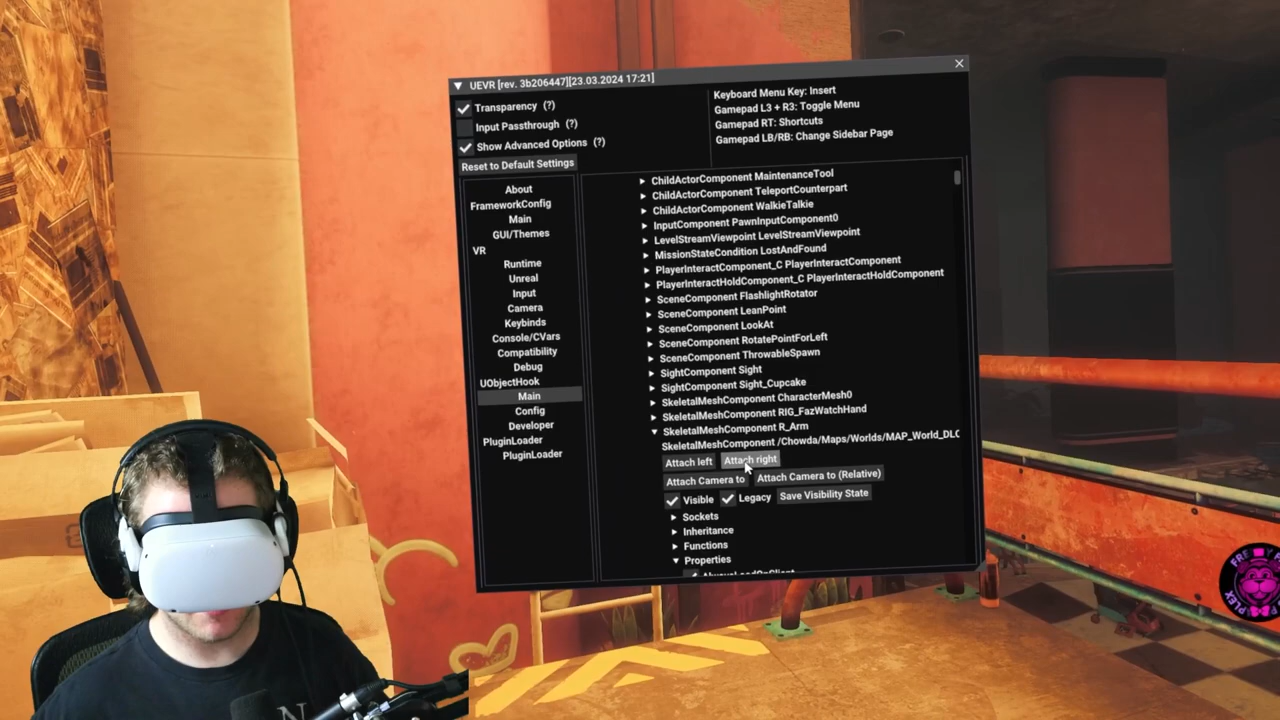 UEVR [rev. 3b206447][23.03.2024 17:21]
Transparency (?)
Input Passthrough (?)
Show Advanced Options (?)
Reset to Default Settings
Keyboard Menu Key: Insert
Gamepad L3 + R3: Toggle Menu
Gamepad RT: Shortcuts
Gamepad LB/RB: Change Sidebar Page
About
FrameworkConfig
Main
GUI/Themes
VR
Runtime
Unreal
Input
Camera
Keybinds
Console/CVars
Compatibility
Debug
UObjectHook
Main
Config
Developer
PluginLoader
PluginLoader
ChildActorComponent MaintenanceTool
ChildActorComponent TeleportCounterpart
ChildActorComponent WalkieTalkie
InputComponent PawnInputComponent0
LevelStreamViewpoint LevelStreamViewpoint
MissionStateCondition LostAndFound
PlayerInteractComponent_C PlayerInteractComponent
PlayerInteractHoldComponent_C PlayerInteractHoldComponent
SceneComponent FlashlightRotator
SceneComponent LeanPoint
SceneComponent LookAt
SceneComponent RotatePointForLeft
SceneComponent ThrowableSpawn
SightComponent Sight
SightComponent Sight_Cupcake
SkeletalMeshComponent CharacterMesh0
SkeletalMeshComponent RIG_FazWatchHand
SkeletalMeshComponent R_Arm
SkeletalMeshComponent /Chowda/Maps/Worlds/MAP_World_DLC
Attach left Attach right
Attach Camera to Attach Camera to (Relative)
Visible Legacy Save Visibility State
Sockets
Inheritance
Functions
Properties
N